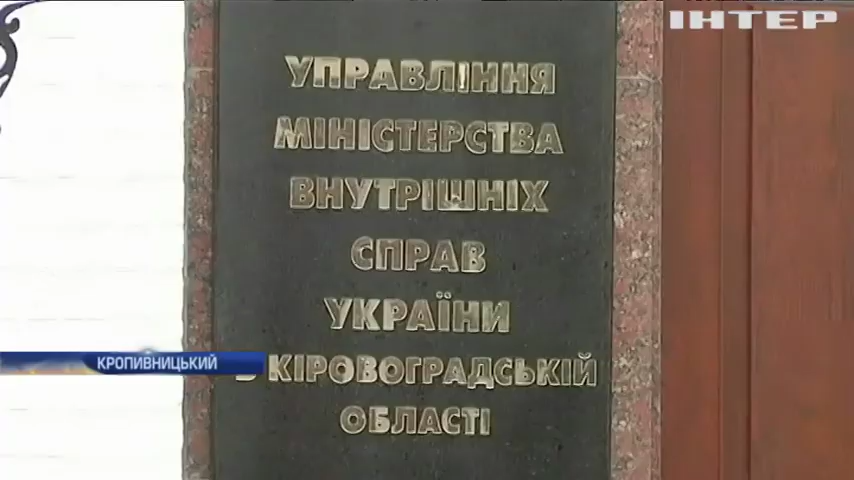 ІНТЕР
УПРАВЛІННЯ
МІНІСТЕРСТВА
ВНУТРІШНІХ
СПРАВ
УКРАЇНИ
КРОПИВНИЦЬКИЙ
КІРОВОГРАДСЬКІЙ
ОБЛАСТІ